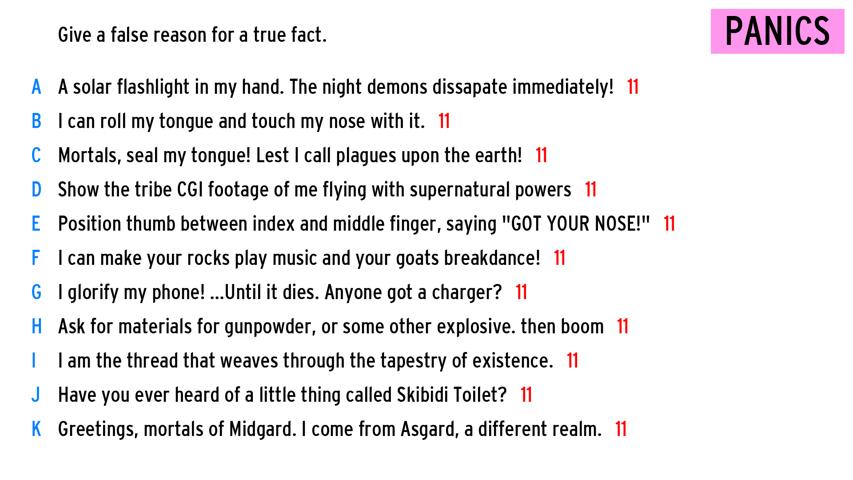 Give a false reason for a true fact.
PANICS
A A solar flashlight in my hand. The night demons dissapate immediately! 11
B I can roll my tongue and touch my nose with it. 11
C Mortals, seal my tongue! Lest I call plagues upon the earth! 11
D Show the tribe CGI footage of me flying with supernatural powers 11
E Position thumb between index and middle finger, saying "GOT YOUR NOSE!" 11
F I can make your rocks play music and your goats breakdance! 11
G I glorify my phone! ...Until it dies. Anyone got a charger? 11
H Ask for materials for gunpowder, or some other explosive. then boom 11
I I am the thread that weaves through the tapestry of existence. 11
J Have you ever heard of a little thing called Skibidi Toilet? 11
K Greetings, mortals of Midgard. I come from Asgard, a different realm. 11